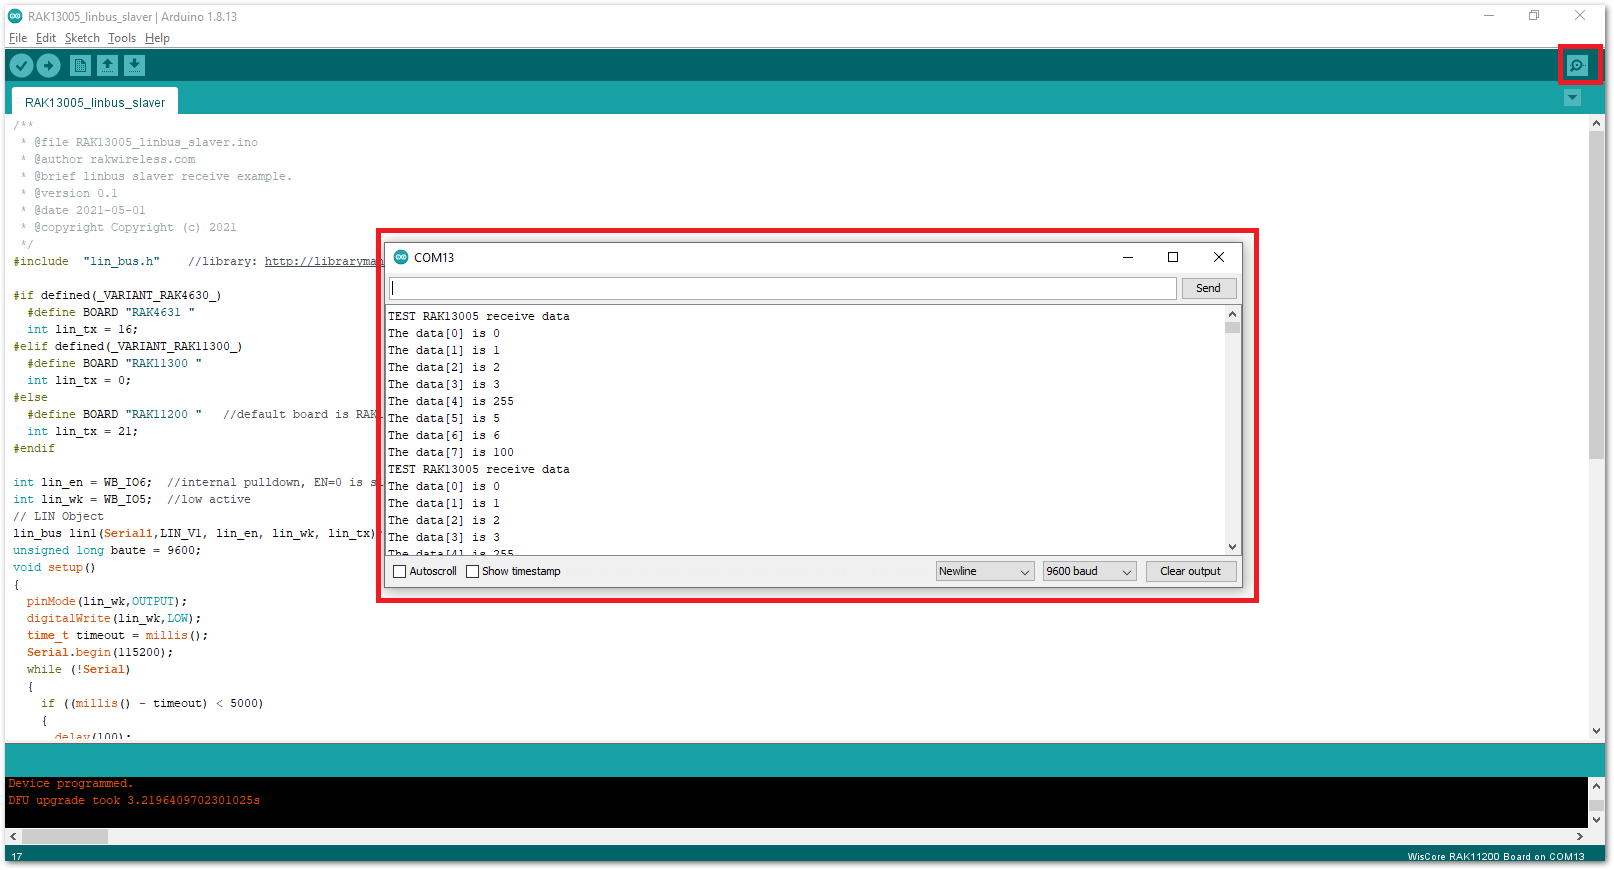 RAK13005_linbus_slaver | Arduino 1.8.13
File Edit Sketch Tools Help
RAK13005_linbus_slaver
/**
 * @file RAK13005_linbus_slaver.ino
 * @author rakwireless.com
 * @brief linbus slaver receive example.
 * @version 0.1
 * @date 2021-05-01
 * @copyright Copyright (c) 2021
 */
#include  "lin_bus.h"    //library: http://libraryman
#if defined(_VARIANT_RAK4630_)
  #define BOARD "RAK4631 "
  int lin_tx = 16;
#elif defined(_VARIANT_RAK11300_)
  #define BOARD "RAK11300 "
  int lin_tx = 0;
#else
  #define BOARD "RAK11200 "   //default board is RAK
  int lin_tx = 21;
#endif
int lin_en = WB_IO6;  //internal pulldown, EN=0 is s
int lin_wk = WB_IO5;  //low active
// LIN Object
lin_bus lin1(Serial1,LIN_V1, lin_en, lin_wk, lin_tx);
unsigned long baute = 9600;
void setup()
{
  pinMode(lin_wk,OUTPUT);
  digitalWrite(lin_wk,LOW);
  time_t timeout = millis();
  Serial.begin(115200);
  while (!Serial)
  {
    if ((millis() - timeout) < 5000)
    {
      delay(100);
COM13
Send
TEST RAK13005 receive data
The data[0] is 0
The data[1] is 1
The data[2] is 2
The data[3] is 3
The data[4] is 255
The data[5] is 5
The data[6] is 6
The data[7] is 100
TEST RAK13005 receive data
The data[0] is 0
The data[1] is 1
The data[2] is 2
The data[3] is 3
The data[4] is 255
Autoscroll Show timestamp Newline 9600 baud Clear output
Device programmed.
DFU upgrade took 3.2196409702301025s
17 WisCore RAK11200 Board on COM13